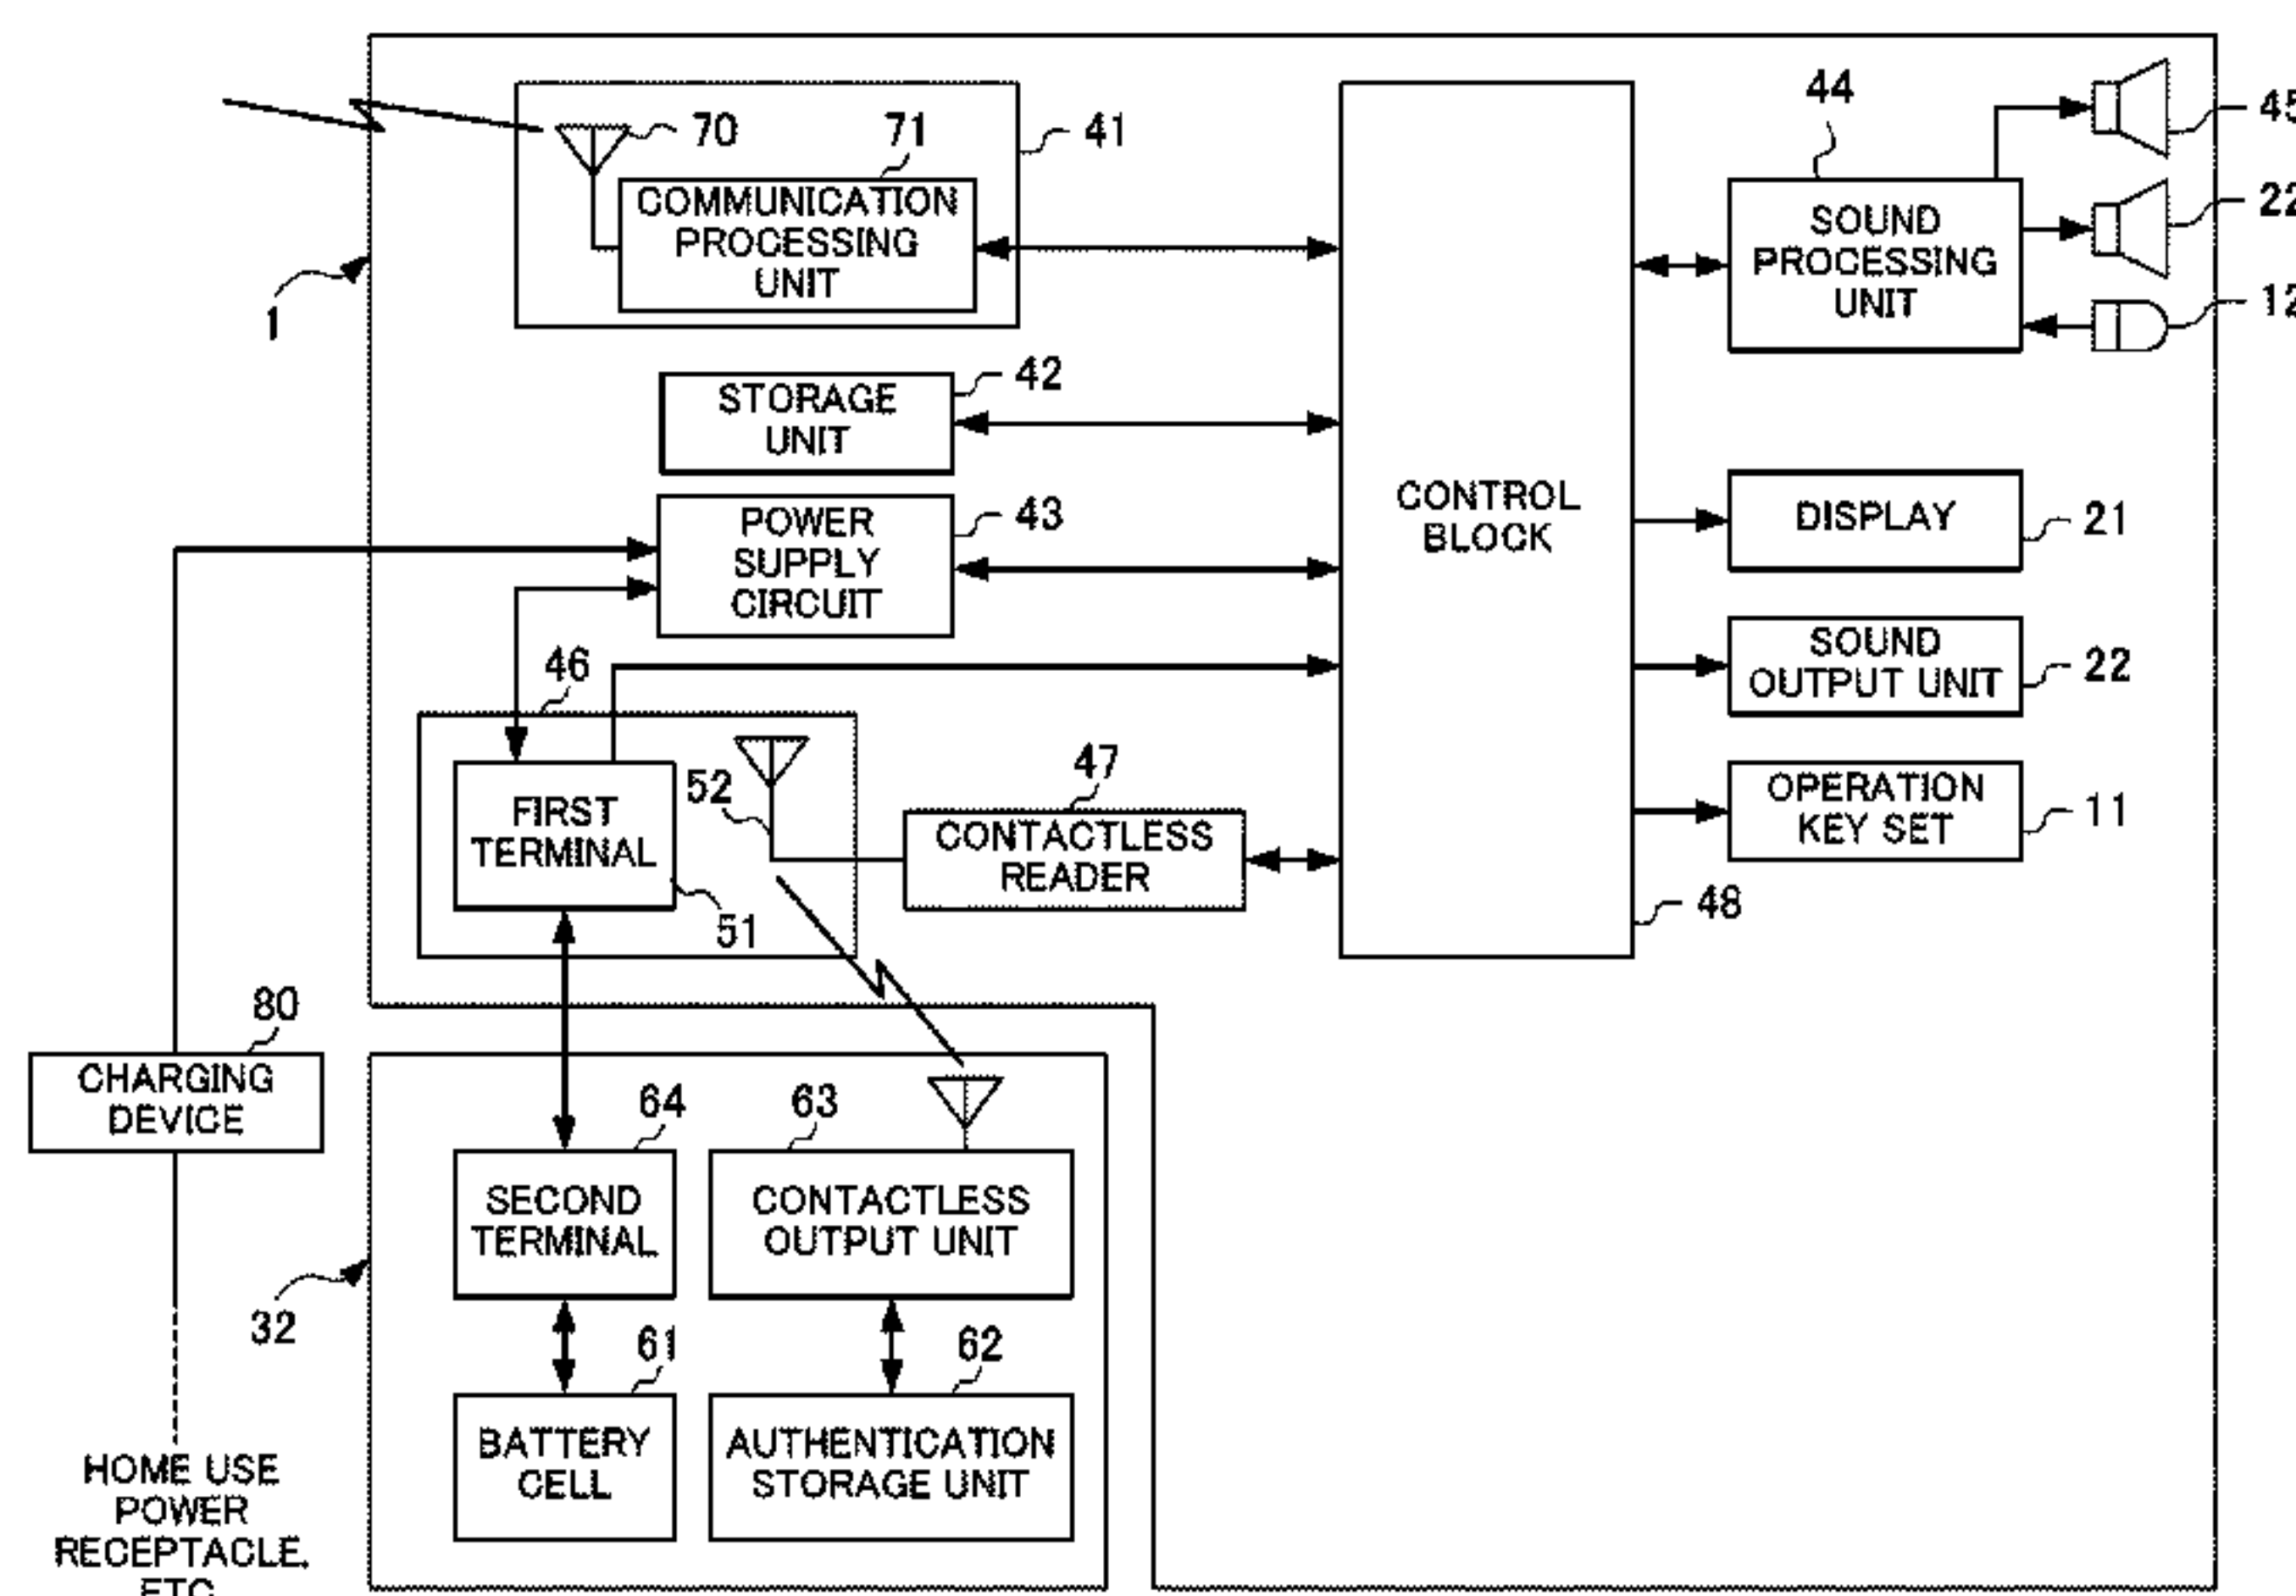 44
45
70
71
41
COMMUNICATION
PROCESSING
UNIT
SOUND
PROCESSING
UNIT
22
12
1
42
STORAGE
UNIT
43
POWER
SUPPLY
CIRCUIT
CONTROL
BLOCK
DISPLAY
21
46
SOUND
OUTPUT UNIT
22
FIRST
TERMINAL
52
47
CONTACTLESS
READER
OPERATION
KEY SET
11
51
48
80
CHARGING
DEVICE
64
63
SECOND
TERMINAL
CONTACTLESS
OUTPUT UNIT
32
61
62
BATTERY
CELL
AUTHENTICATION
STORAGE UNIT
HOME USE
POWER
RECEPTACLE,
ETC